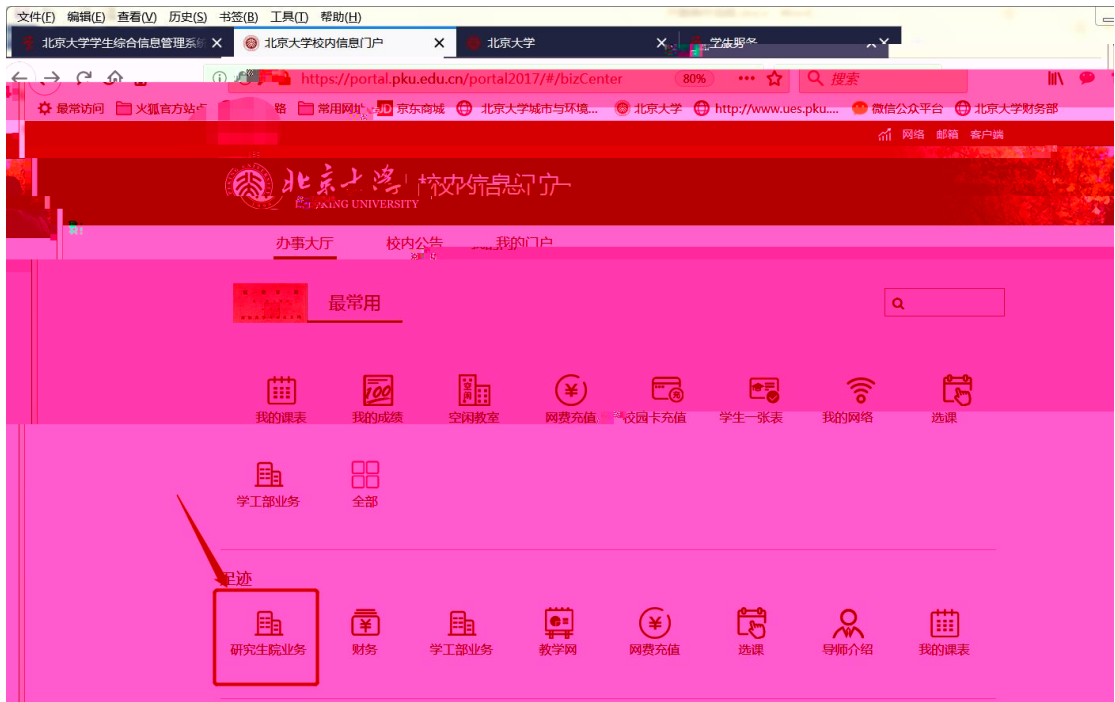 文件(F) 编辑(E) 查看(V) 历史(S) 书签(B) 工具(T) 帮助(H)
北京大学学生综合信息管理系统 北京大学校内信息门户 北京大学 学生服务
https://portal.pku.edu.cn/portal2017/#/bizCenter 80% 搜索
最常访问 火狐官方站点 常用网址 JD 京东商城 北京大学城市与环境... 北京大学 http://www.ues.pku.... 微信公众平台 北京大学财务部
网络 邮箱 客户端
北京大学 校内信息门户
PEKING UNIVERSITY
办事大厅 校内公告 我的门户
最常用
我的课表 我的成绩 空闲教室 网费充值 校园卡充值 学生一张表 我的网络 选课
学工部业务 全部
足迹
研究生院业务 财务 学工部业务 教学网 网费充值 选课 导师介绍 我的课表